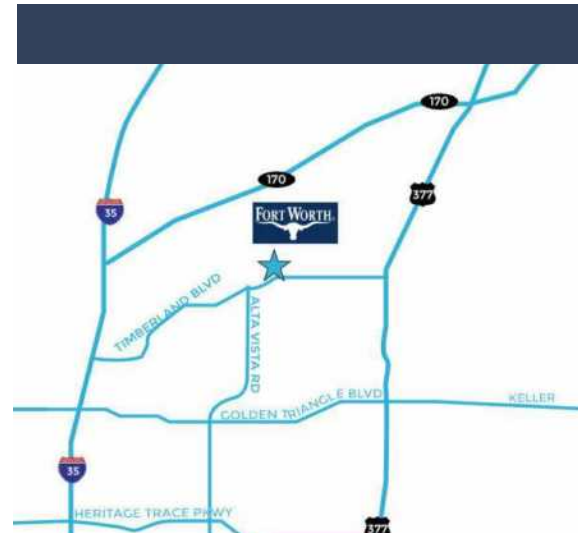 170
170
377
35
FORT WORTH
TIMBERLAND BLVD
ALTA VISTA RD
GOLDEN TRIANGLE BLVD
KELLER
35
HERITAGE TRACE PKWY
377